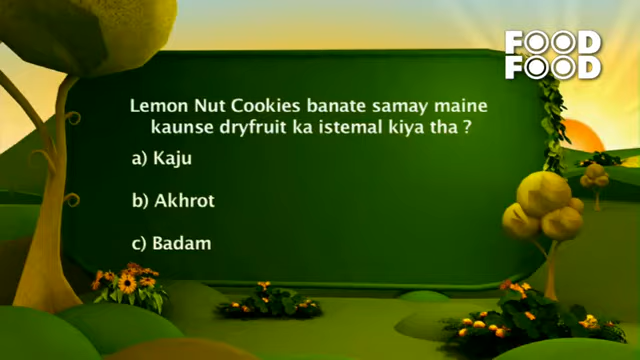 FOOD
FOOD
Lemon Nut Cookies banate samay maine
kaunse dryfruit ka istemal kiya tha ?
a) Kaju
b) Akhrot
c) Badam